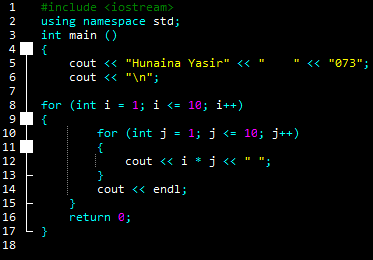 1 #include <iostream>
2 using namespace std;
3 int main ()
4 {
5 cout << "Hunaina Yasir" << "    " << "073";
6 cout << "\n";
7
8 for (int i = 1; i <= 10; i++)
9 {
10 for (int j = 1; j <= 10; j++)
11 {
12 cout << i * j << " ";
13 }
14 cout << endl;
15 }
16 return 0;
17 }
18